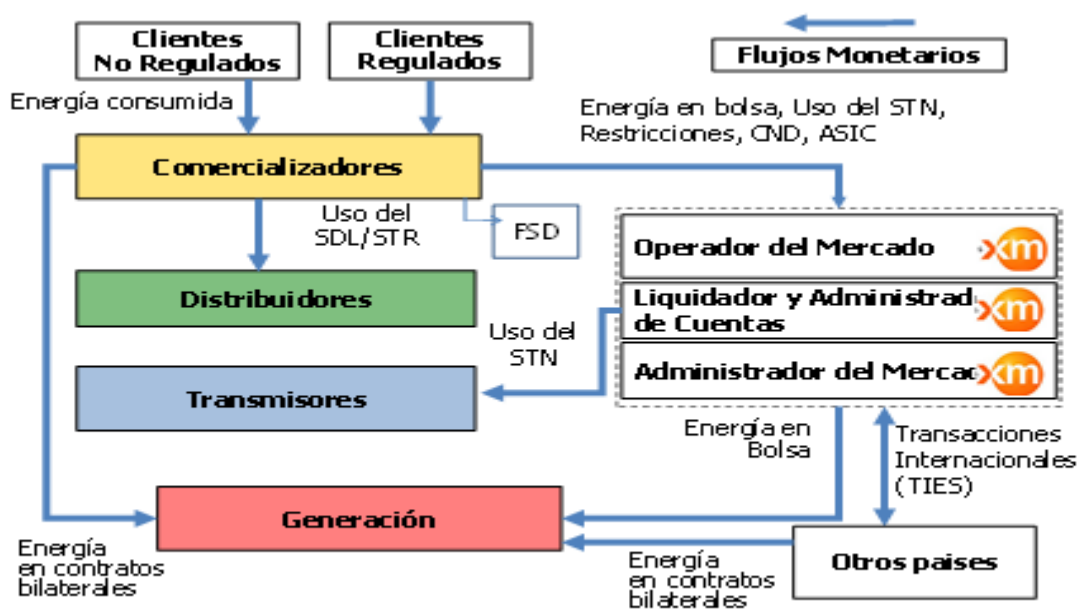 Clientes
No Regulados
Clientes
Regulados
Flujos Monetarios
Energía consumida
Energía en bolsa, Uso del STN,
Restricciones, CND, ASIC
Comercializadores
Uso del
SDL/STR
FSD
Operador del Mercado
xm
Distribuidores
Liquidador y Administrad
de Cuentas
xm
Uso del
STN
Administrador del Mercad
xm
Transmisores
Energía en
Bolsa
Transacciones
Internacionales
(TIES)
Generación
Energía
en contratos
bilaterales
Energía
en contratos
bilaterales
Otros paises